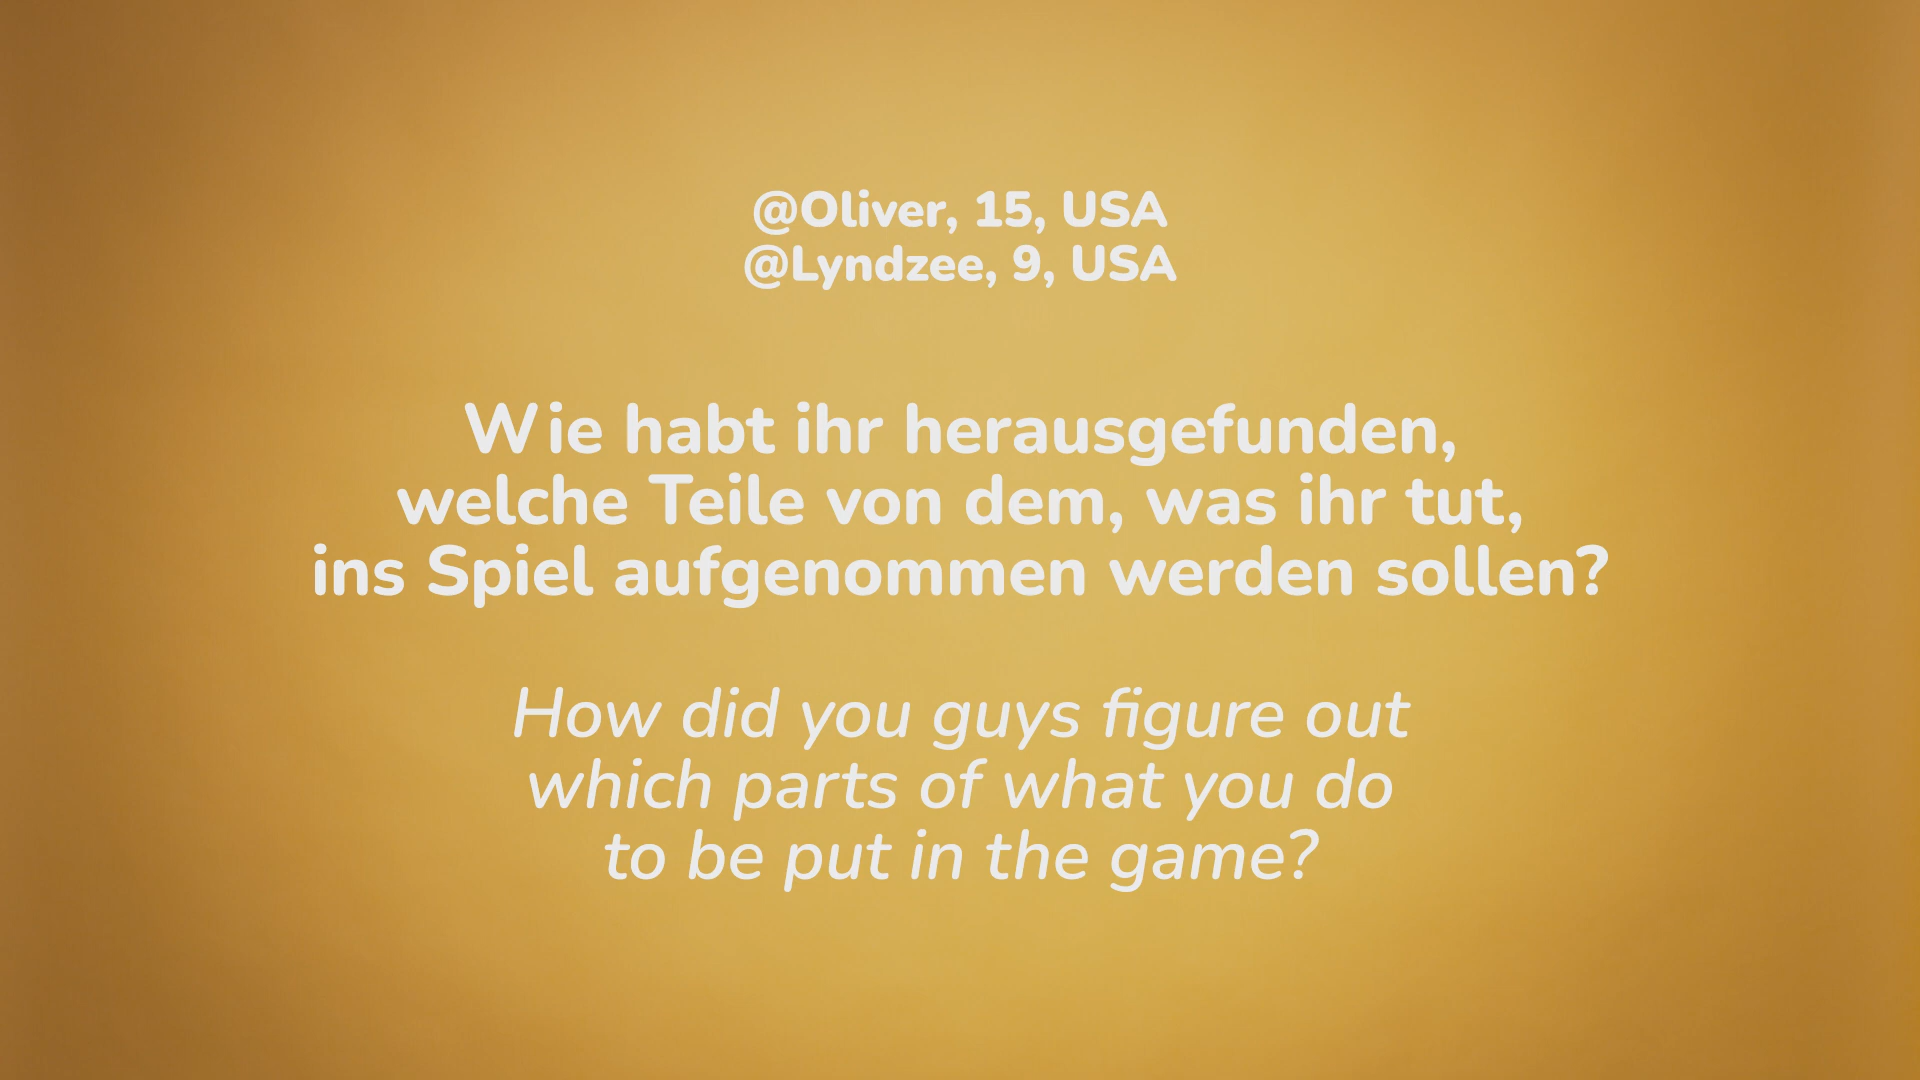 @Oliver, 15, USA
@Lyndzee, 9, USA
Wie habt ihr herausgefunden,
welche Teile von dem, was ihr tut,
ins Spiel aufgenommen werden sollen?
How did you guys figure out
which parts of what you do
to be put in the game?